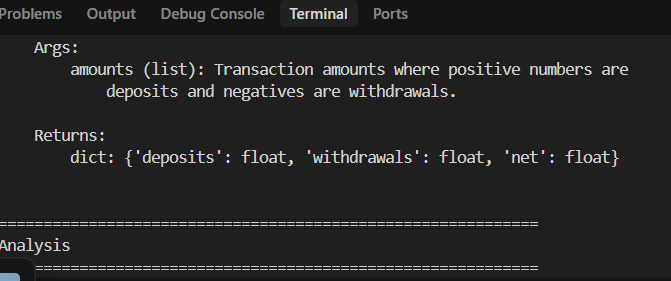 Problems Output Debug Console Terminal Ports
Args:
amounts (list): Transaction amounts where positive numbers are
deposits and negatives are withdrawals.
Returns:
dict: {'deposits': float, 'withdrawals': float, 'net': float}
============================================================
Analysis
========================================================